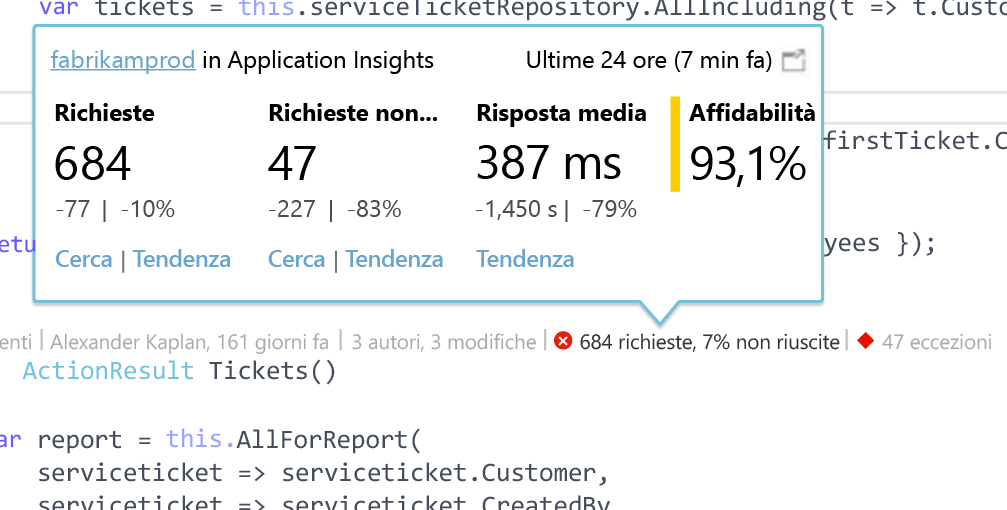 var tickets = this.serviceTicketRepository.AllIncluding(t => t.Custo
fabrikamprod in Application Insights Ultime 24 ore (7 min fa)
Richieste Richieste non... Risposta media Affidabilità
firstTicket.C
684 47 387 ms 93,1%
-77 | -10% -227 | -83% -1,450 s | -79%
etu yees });
Cerca | Tendenza Cerca | Tendenza Tendenza
enti | Alexander Kaplan, 161 giorni fa | 3 autori, 3 modifiche | 684 richieste, 7% non riuscite | 47 eccezioni
ActionResult Tickets()
ar report = this.AllForReport(
serviceticket => serviceticket.Customer,
serviceticket => serviceticket.CreatedBy